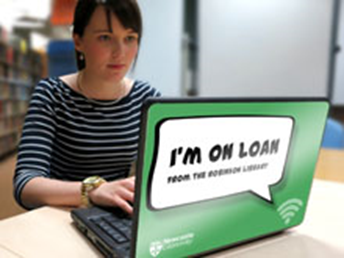 I'M ON LOAN
FROM THE ROBINSON LIBRARY
Newcastle
University